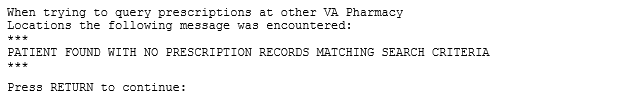 When trying to query prescriptions at other VA Pharmacy
Locations the following message was encountered:
***
PATIENT FOUND WITH NO PRESCRIPTION RECORDS MATCHING SEARCH CRITERIA
***
Press RETURN to continue: